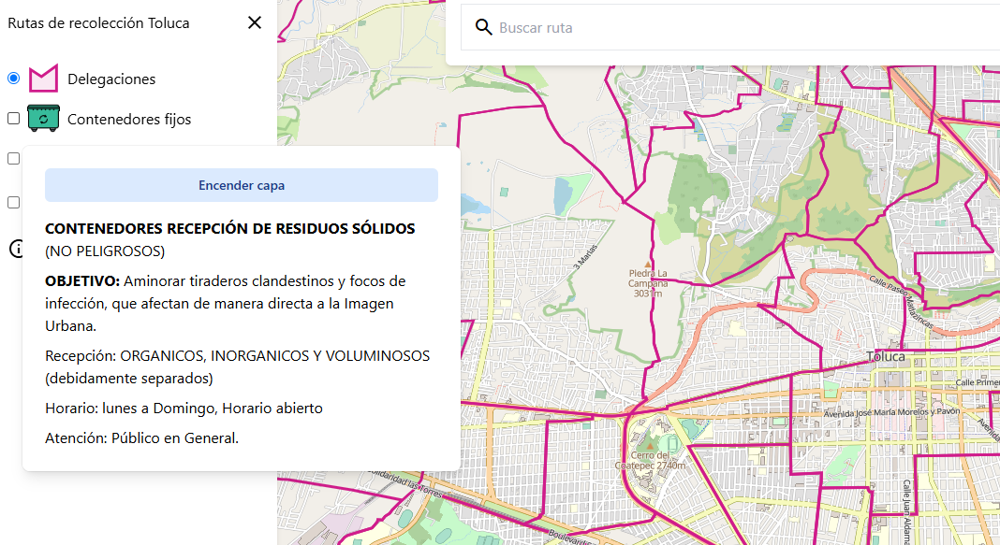 Rutas de recolección Toluca
Buscar ruta
Delegaciones
Contenedores fijos
Encender capa
CONTENEDORES RECEPCIÓN DE RESIDUOS SÓLIDOS
(NO PELIGROSOS)
OBJETIVO: Aminorar tiraderos clandestinos y focos de
infección, que afectan de manera directa a la Imagen
Urbana.
Recepción: ORGANICOS, INORGANICOS Y VOLUMINOSOS
(debidamente separados)
Horario: lunes a Domingo, Horario abierto
Atención: Público en General.
3 Marias
Piedra La
Campana
3031m
Calle Paseo Matlazincas
Toluca
Calle Prime
Avenida José María Morelos y Pavón
Cerro de
Coatepec 2740m
Solidaridad las Torres
Calle Juan Aldama